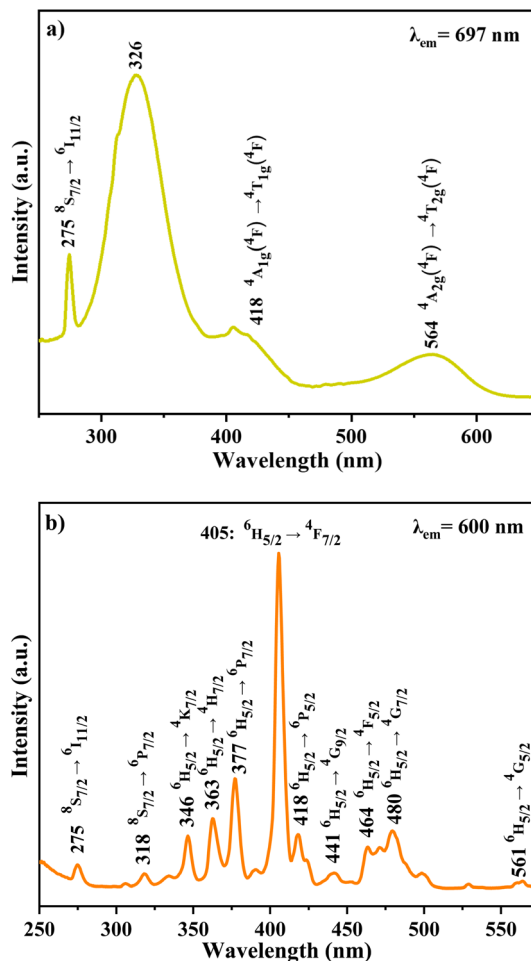 a)
λem= 697 nm
326
275 ⁸S7/2 → ⁶I11/2
418 ⁴A1g(⁴F) → ⁴T1g(⁴F)
564 ⁴A2g(⁴F) → ⁴T2g(⁴F)
Intensity (a.u.)
300 400 500 600
Wavelength (nm)
b)
λem= 600 nm
405: ⁶H5/2 → ⁴F7/2
275 ⁸S7/2 → ⁶I11/2
318 ⁸S7/2 → ⁶P7/2
346 ⁶H5/2 → ⁴K7/2
363 ⁶H5/2 → ⁴H7/2
377 ⁶H5/2 → ⁶P7/2
418 ⁶H5/2 → ⁶P5/2
441 ⁶H5/2 → ⁴G9/2
464 ⁶H5/2 → ⁴F5/2
480 ⁶H5/2 → ⁴G7/2
561 ⁶H5/2 → ⁴G5/2
Intensity (a.u.)
250 300 350 400 450 500 550
Wavelength (nm)